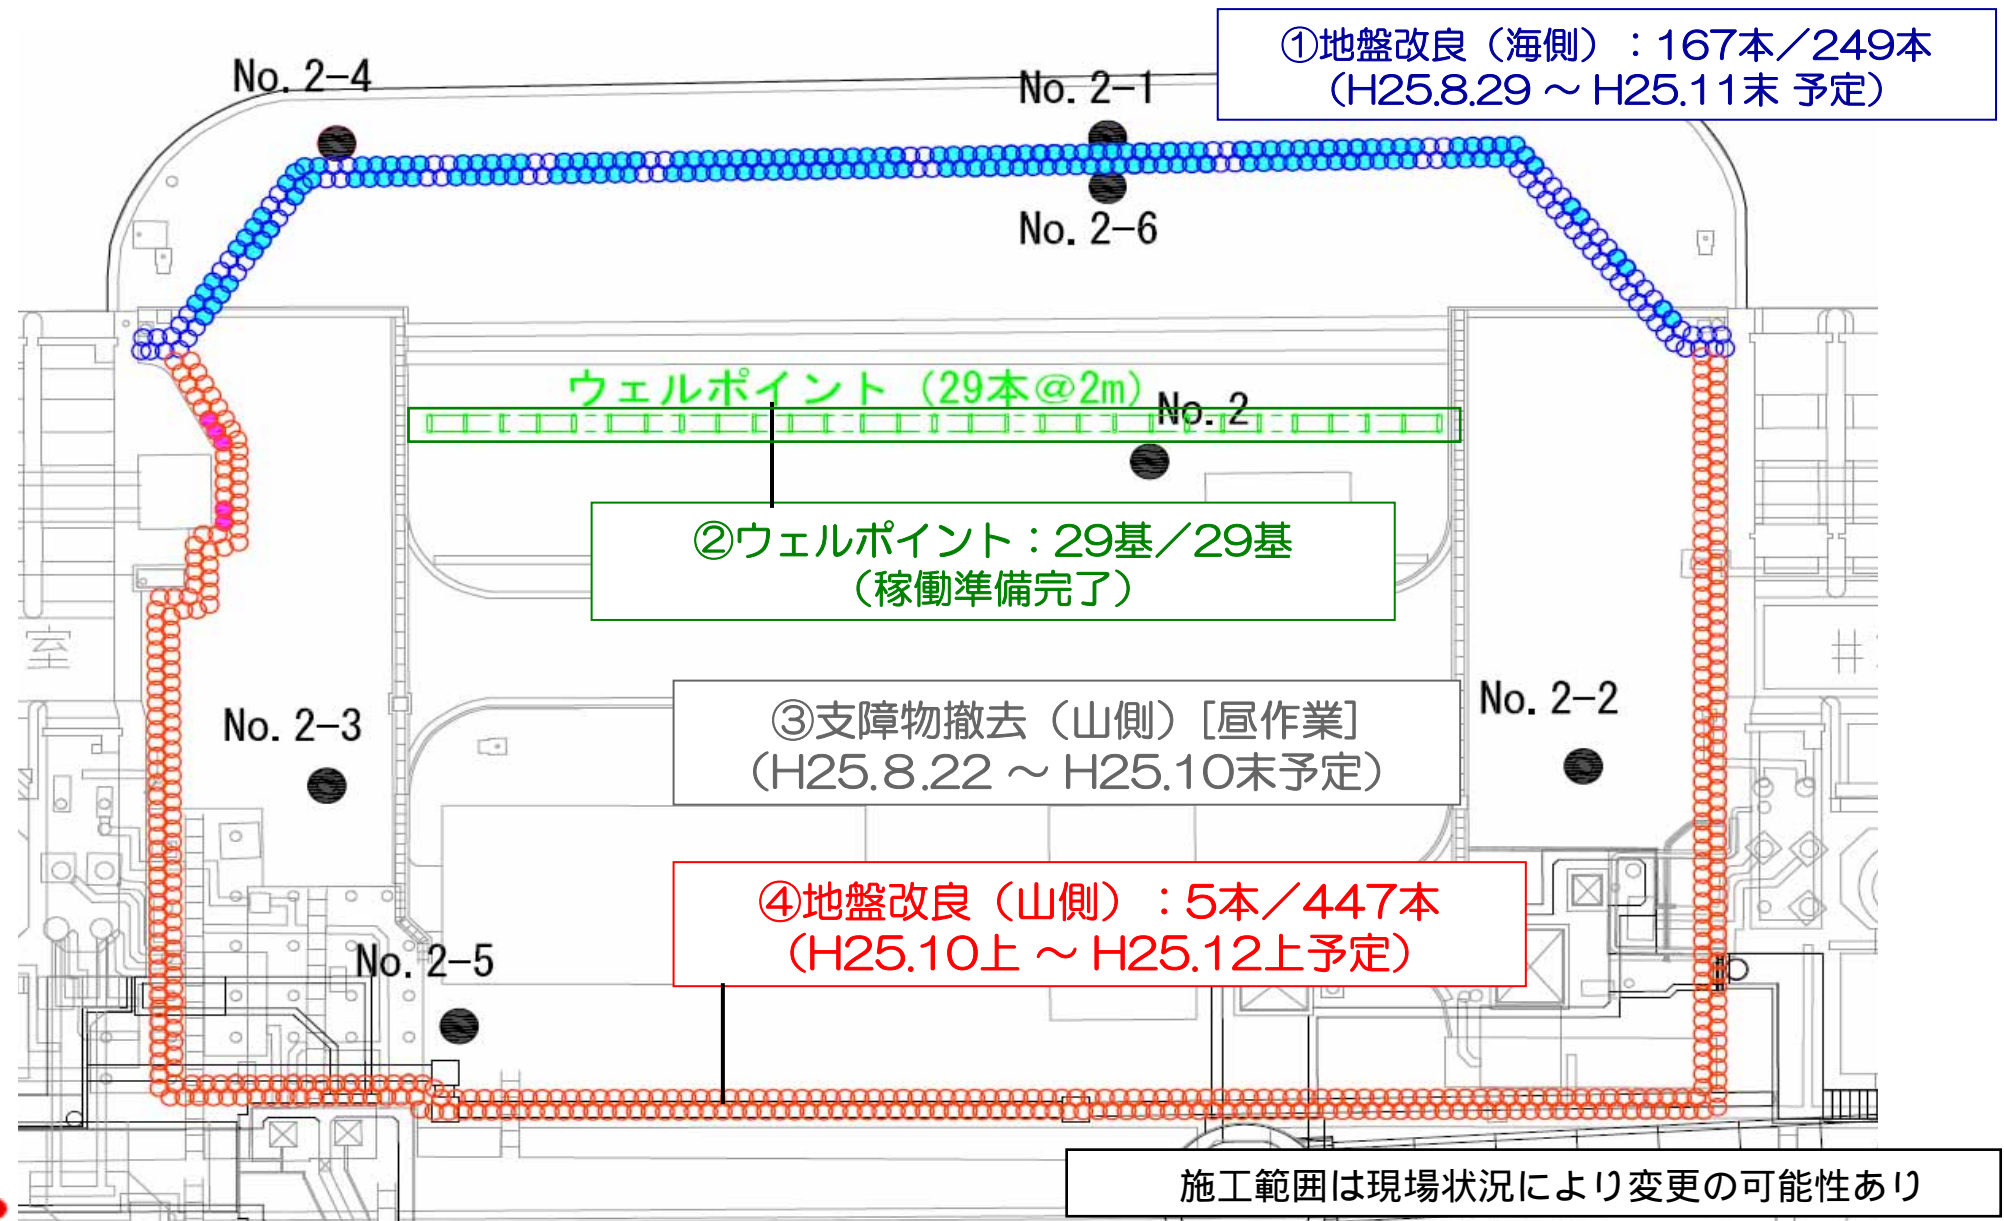 ①地盤改良（海側）：167本／249本
（H25.8.29 ～ H25.11末 予定）
No. 2-4
No. 2-1
No. 2-6
ウェルポイント（29本@2m）
No. 2
②ウェルポイント：29基／29基
（稼働準備完了）
室
#
No. 2-3
③支障物撤去（山側）[昼作業]
（H25.8.22 ～ H25.10末予定）
No. 2-2
④地盤改良（山側）：5本／447本
（H25.10上 ～ H25.12上予定）
No. 2-5
施工範囲は現場状況により変更の可能性あり